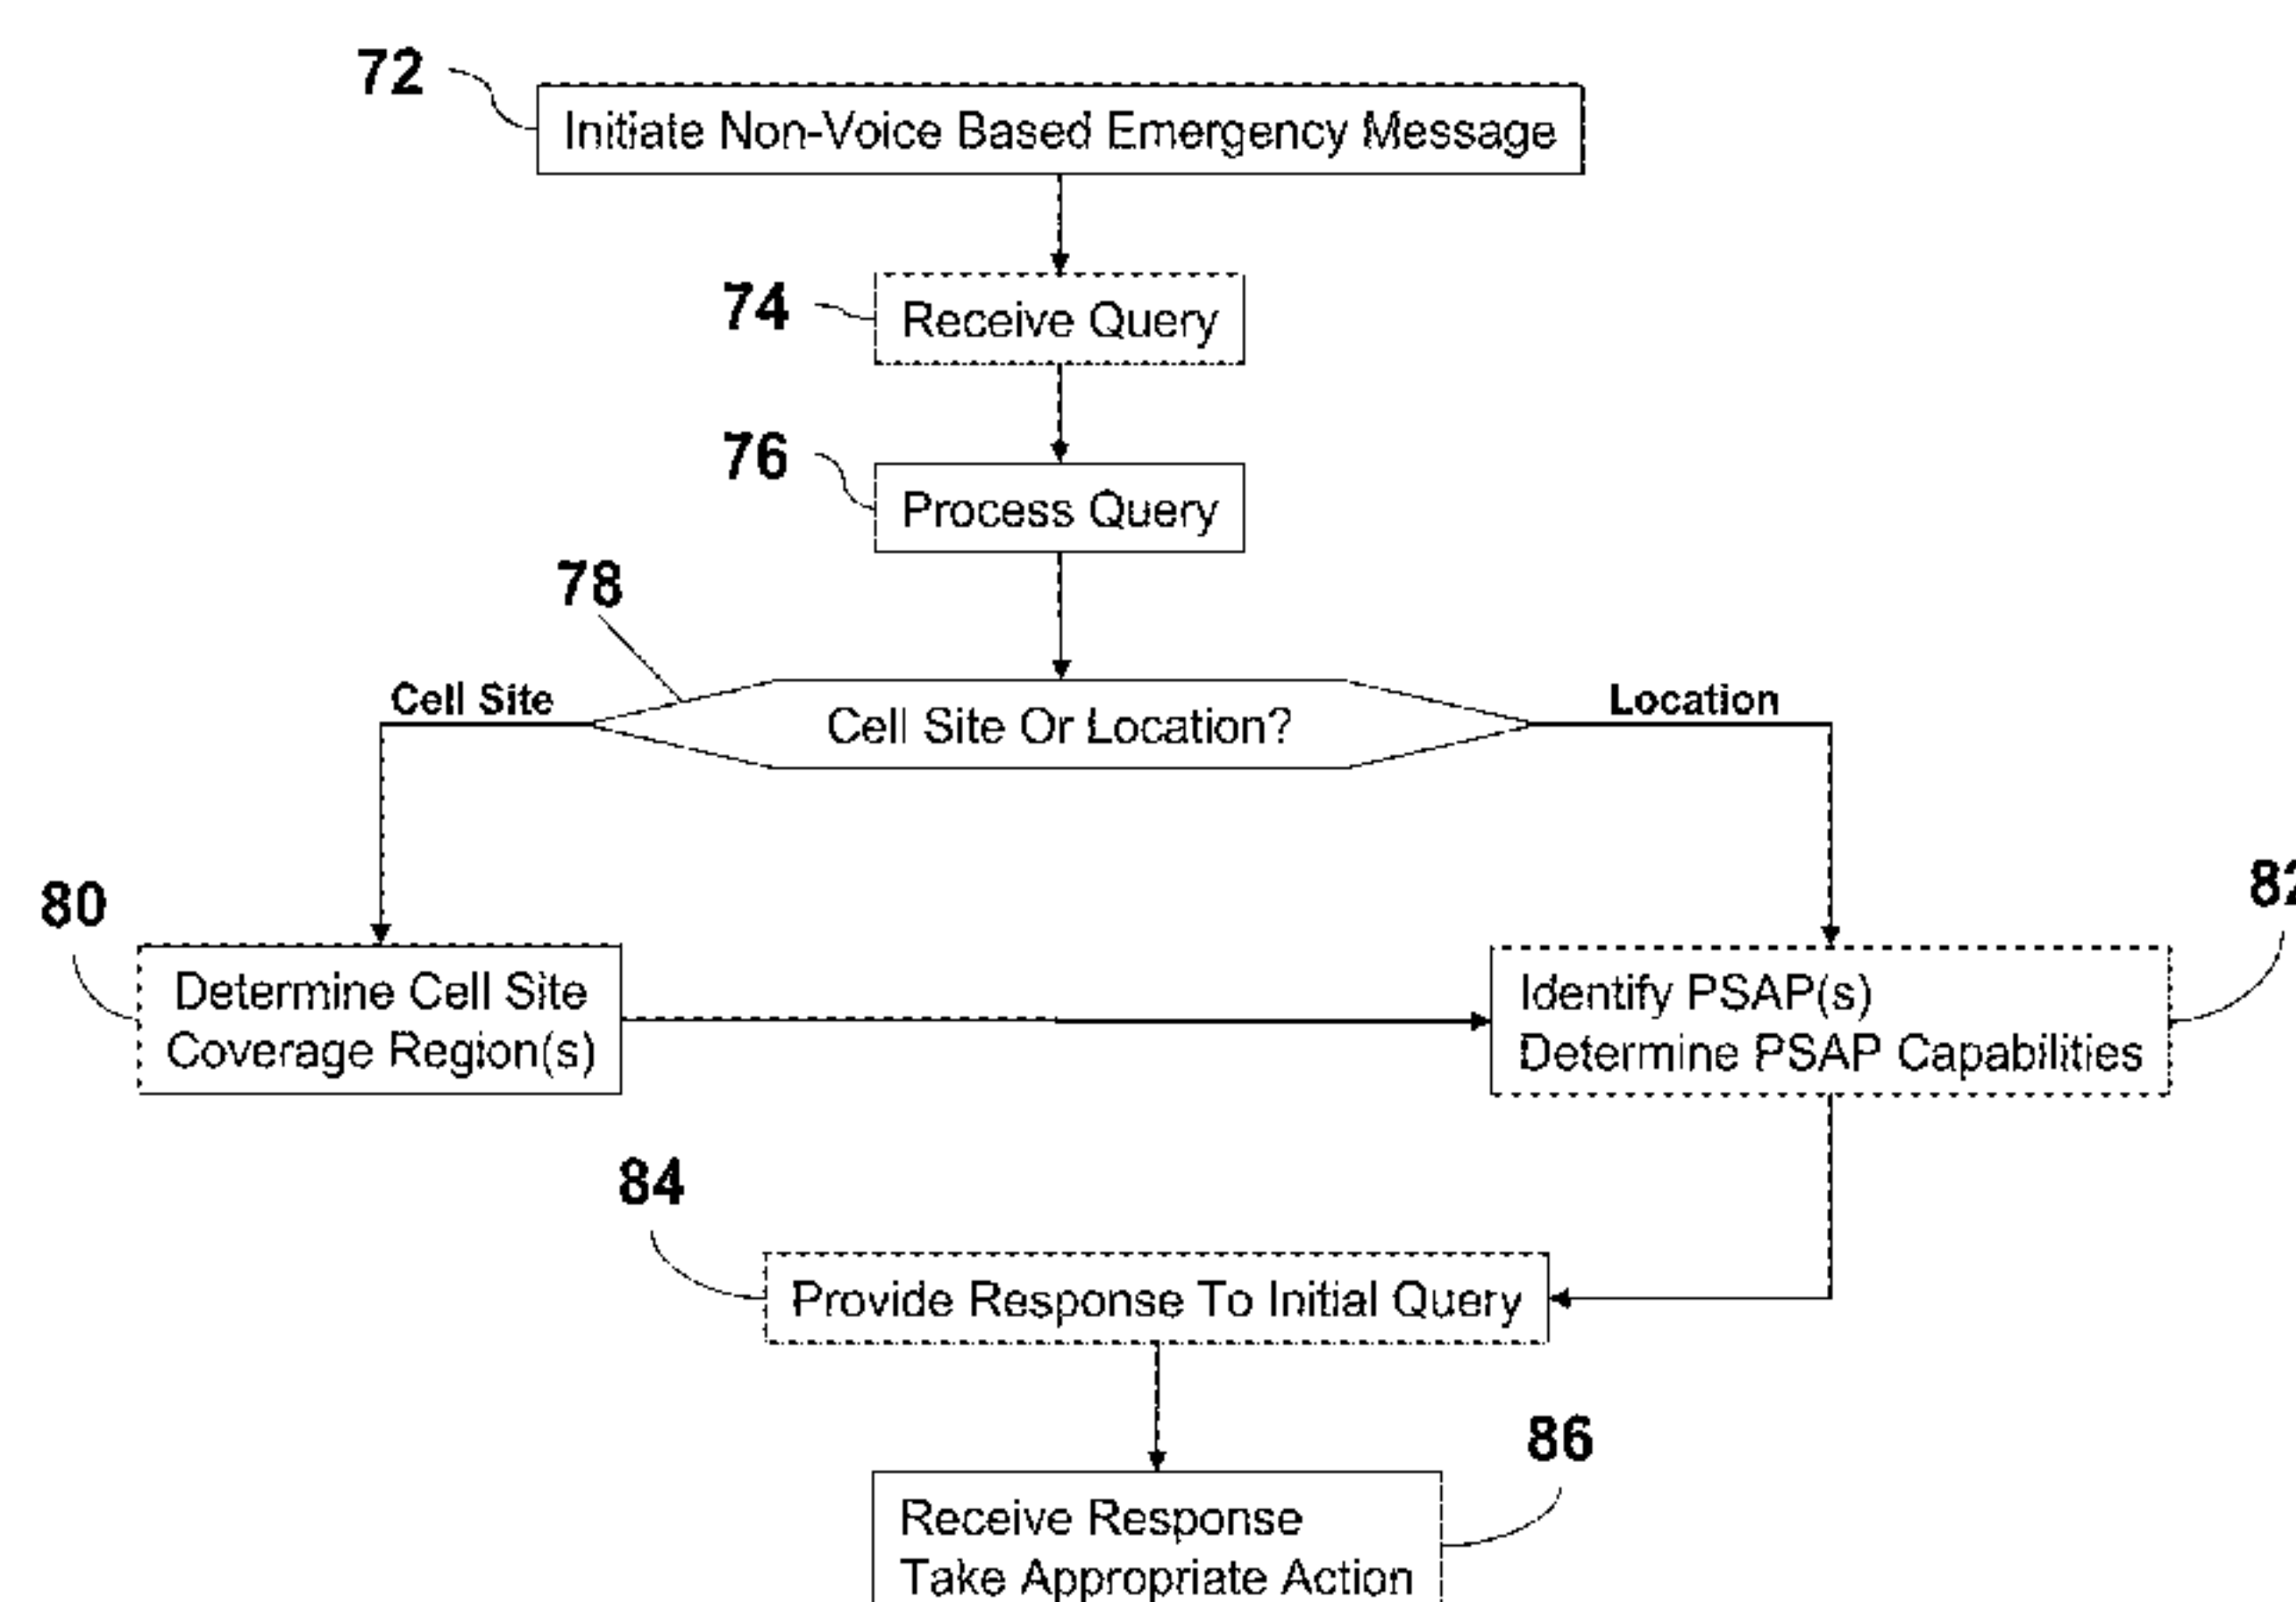 72
Initiate Non-Voice Based Emergency Message
74
Receive Query
76
Process Query
78
Cell Site
Cell Site Or Location?
Location
80
82
Determine Cell Site
Coverage Region(s)
Identify PSAP(s)
Determine PSAP Capabilities
84
Provide Response To Initial Query
86
Receive Response
Take Appropriate Action